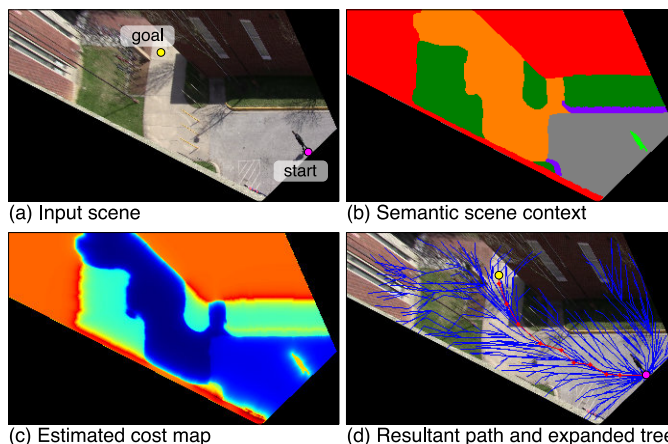 goal
start
(a) Input scene
(b) Semantic scene context
(c) Estimated cost map
(d) Resultant path and expanded tree